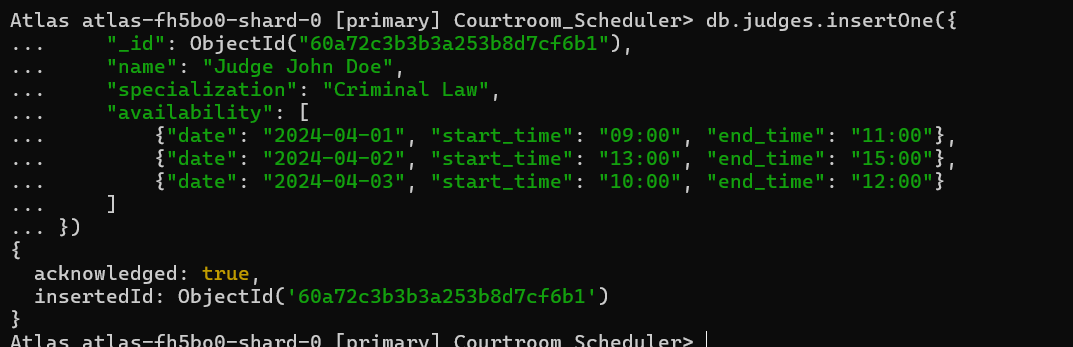 Atlas atlas-fh5bo0-shard-0 [primary] Courtroom_Scheduler> db.judges.insertOne({
...     "_id": ObjectId("60a72c3b3b3a253b8d7cf6b1"),
...     "name": "Judge John Doe",
...     "specialization": "Criminal Law",
...     "availability": [
...         {"date": "2024-04-01", "start_time": "09:00", "end_time": "11:00"},
...         {"date": "2024-04-02", "start_time": "13:00", "end_time": "15:00"},
...         {"date": "2024-04-03", "start_time": "10:00", "end_time": "12:00"}
...     ]
... })
{
  acknowledged: true,
  insertedId: ObjectId('60a72c3b3b3a253b8d7cf6b1')
}
Atlas atlas-fh5bo0-shard-0 [primary] Courtroom_Scheduler>